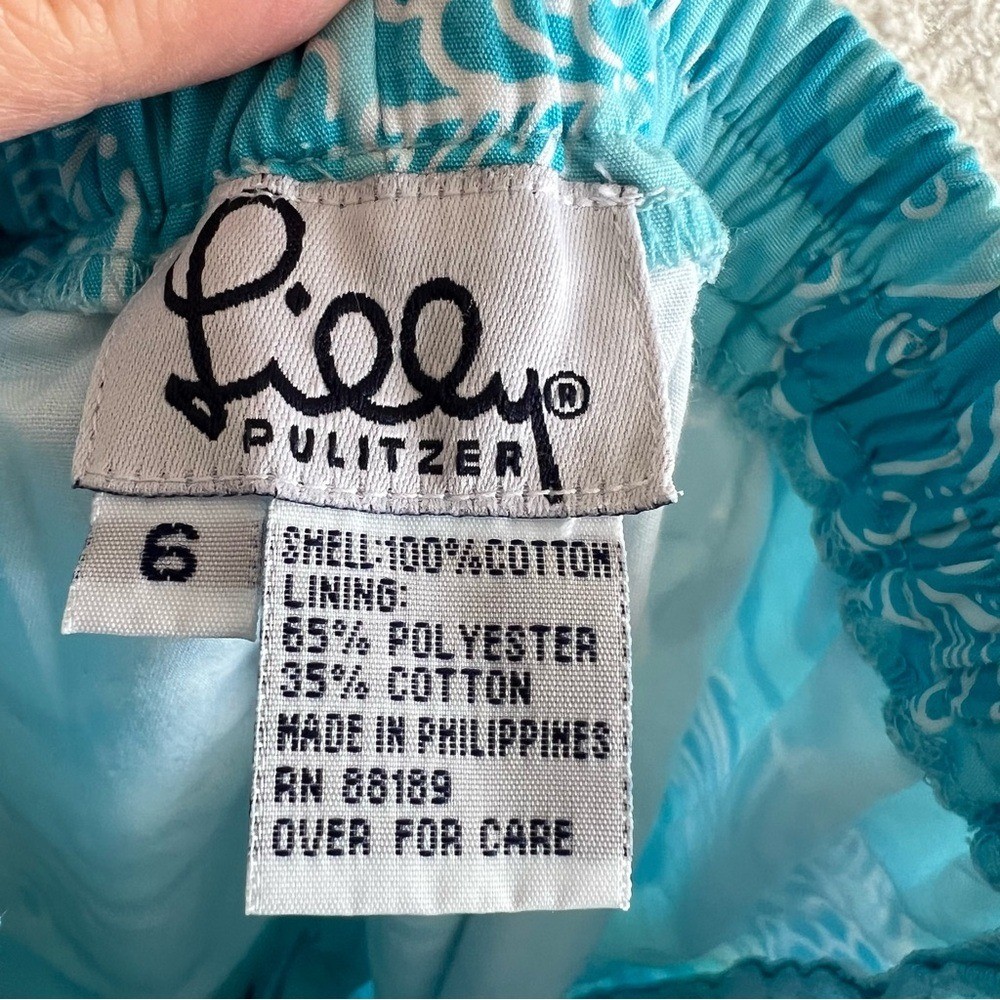 Lilly®
PULITZER
6
SHELL:100%COTTON
LINING:
65% POLYESTER
35% COTTON
MADE IN PHILIPPINES
RN 88189
OVER FOR CARE